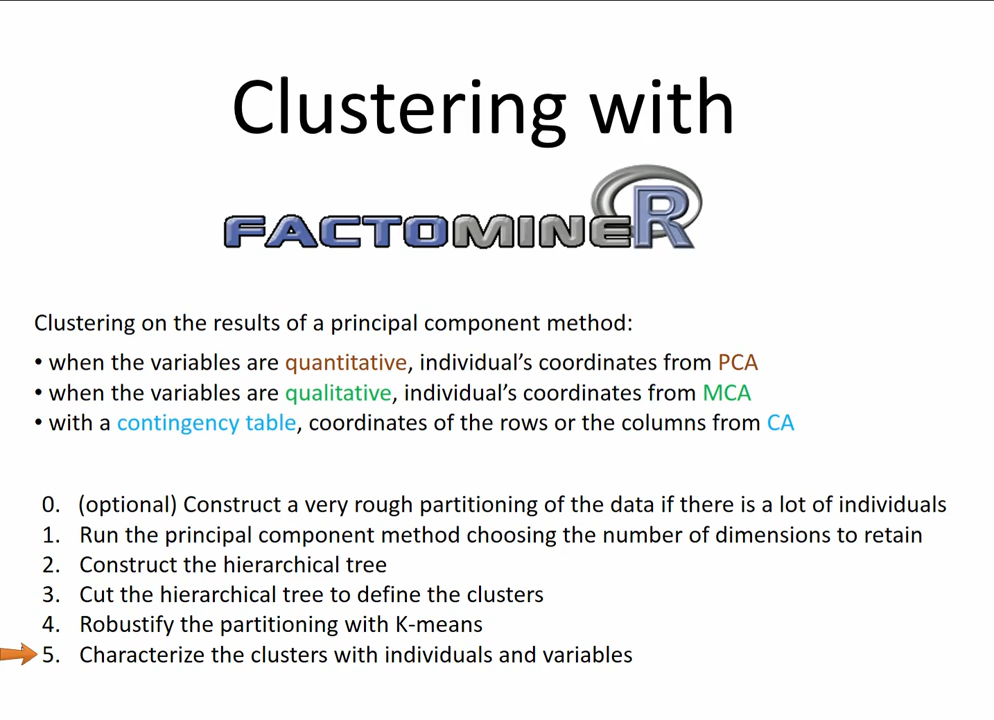 Clustering with
FACTOMINER
Clustering on the results of a principal component method:
• when the variables are quantitative, individual’s coordinates from PCA
• when the variables are qualitative, individual’s coordinates from MCA
• with a contingency table, coordinates of the rows or the columns from CA
0. (optional) Construct a very rough partitioning of the data if there is a lot of individuals
1. Run the principal component method choosing the number of dimensions to retain
2. Construct the hierarchical tree
3. Cut the hierarchical tree to define the clusters
4. Robustify the partitioning with K-means
5. Characterize the clusters with individuals and variables